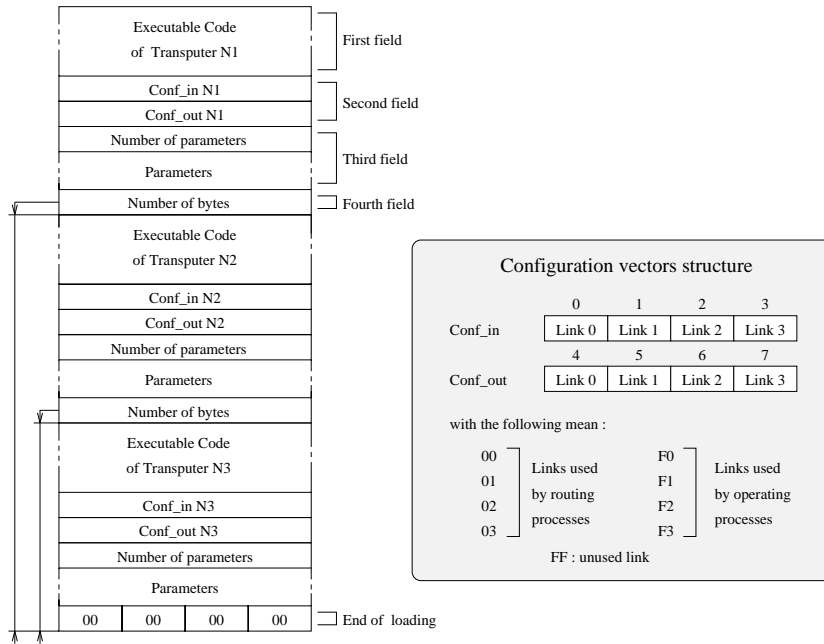 Executable Code
of Transputer N1
First field
Conf_in N1
Conf_out N1
Second field
Number of parameters
Parameters
Third field
Number of bytes
Fourth field
Executable Code
of Transputer N2
Conf_in N2
Conf_out N2
Number of parameters
Parameters
Number of bytes
Executable Code
of Transputer N3
Conf_in N3
Conf_out N3
Number of parameters
Parameters
00 00 00 00
End of loading
Configuration vectors structure
0 1 2 3
Conf_in Link 0 Link 1 Link 2 Link 3
4 5 6 7
Conf_out Link 0 Link 1 Link 2 Link 3
with the following mean :
00
01
02
03
Links used
by routing
processes
F0
F1
F2
F3
Links used
by operating
processes
FF : unused link